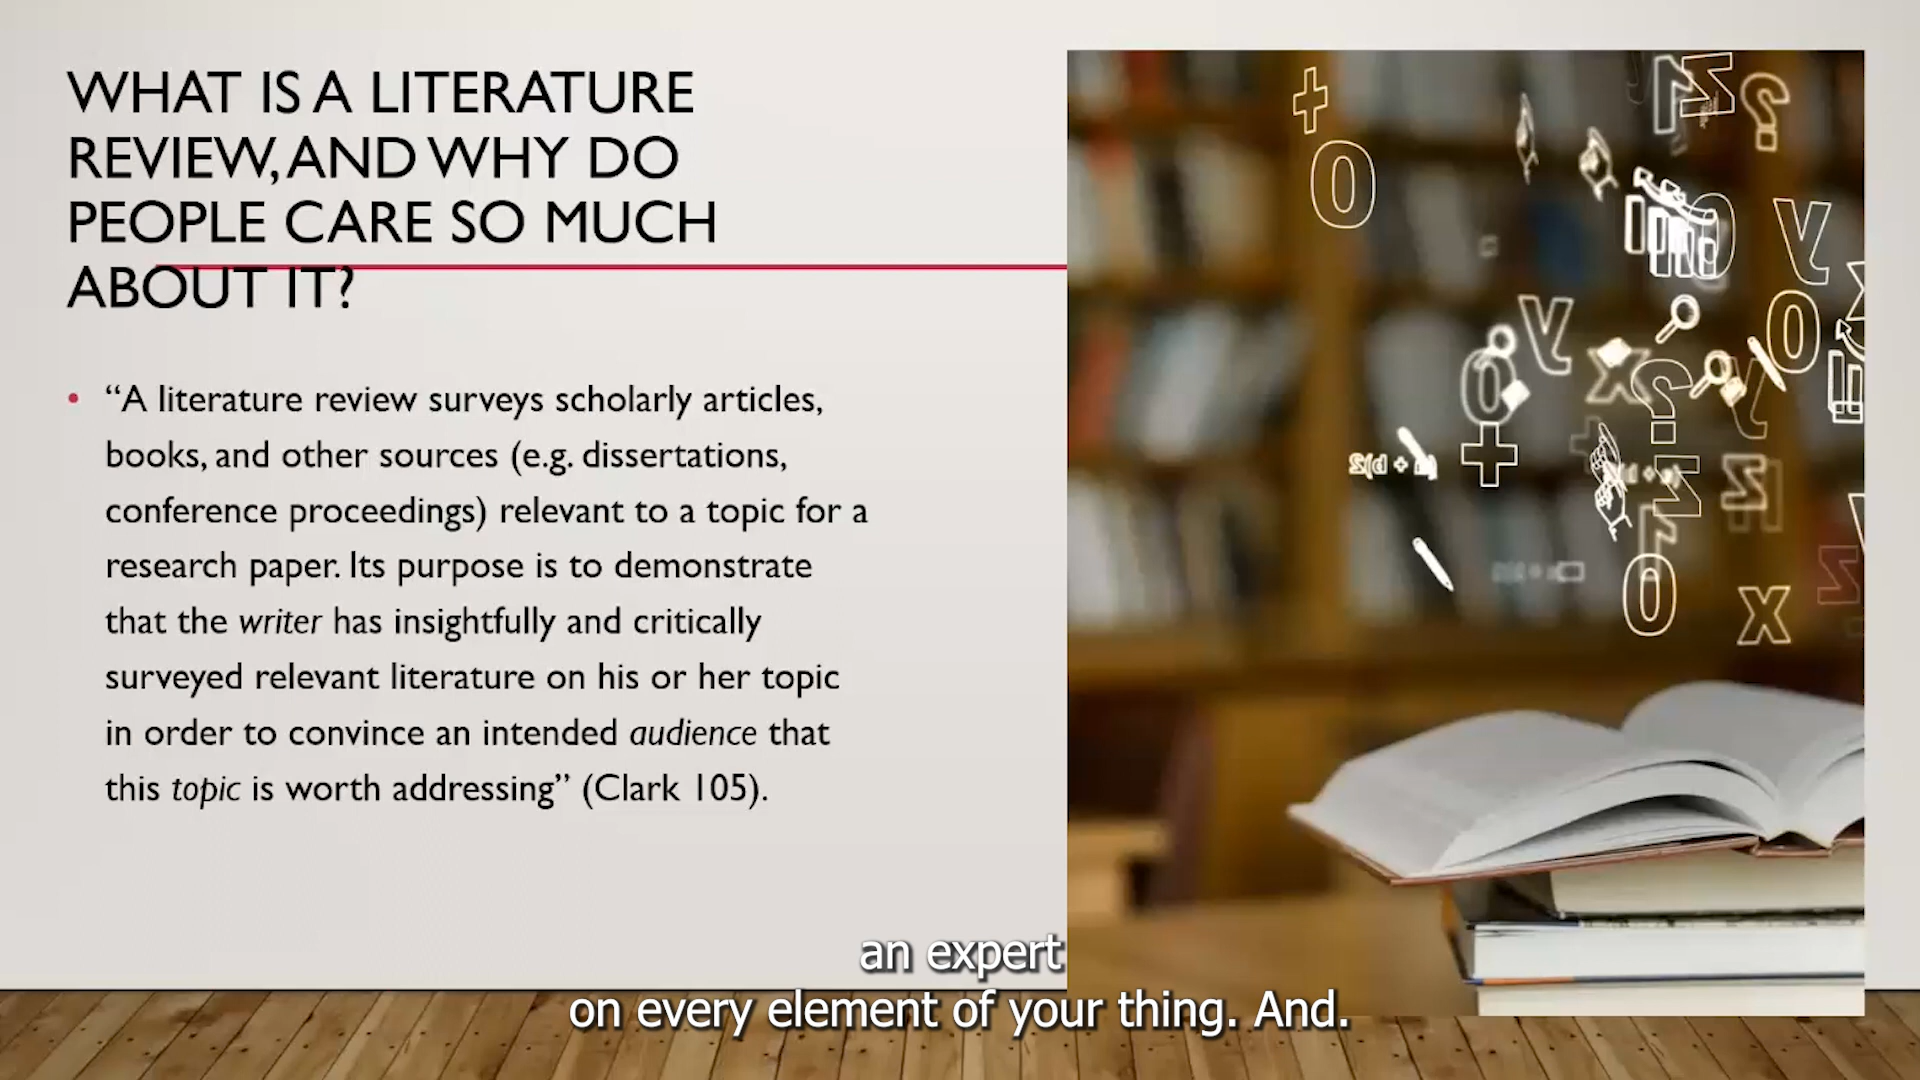 WHAT IS A LITERATURE
REVIEW, AND WHY DO
PEOPLE CARE SO MUCH
ABOUT IT?
• “A literature review surveys scholarly articles,
books, and other sources (e.g. dissertations,
conference proceedings) relevant to a topic for a
research paper. Its purpose is to demonstrate
that the writer has insightfully and critically
surveyed relevant literature on his or her topic
in order to convince an intended audience that
this topic is worth addressing” (Clark 105).
an expert
on every element of your thing. And.